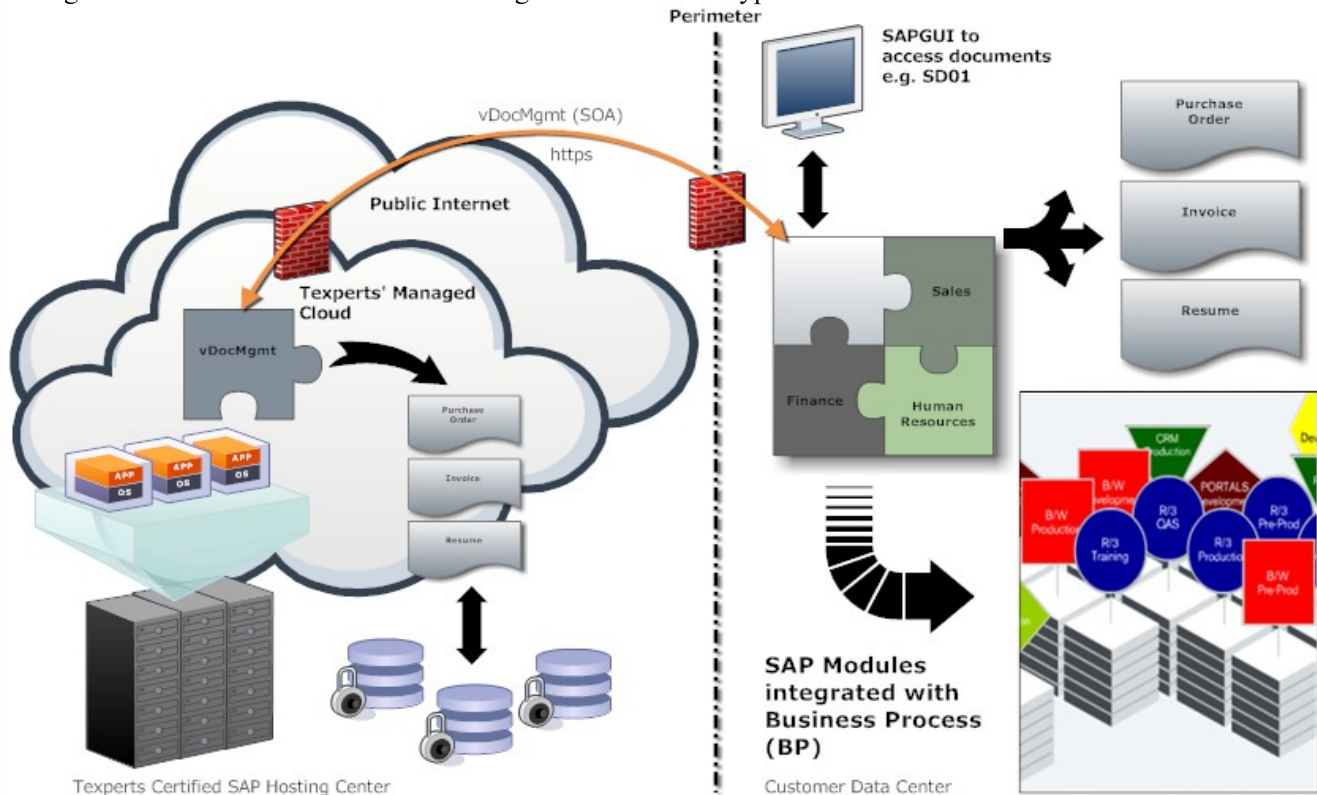 Perimeter
SAPGUI to
access documents
e.g. SD01
vDocMgmt (SOA)
https
Public Internet
Texperts' Managed
Cloud
vDocMgmt
Purchase
Order
Invoice
Resume
APP
OS
APP
OS
APP
OS
Sales
Finance
Human
Resources
Purchase
Order
Invoice
Resume
CRM
B/W
PORTALS
B/W
Production
R/3
QAS
R/3
Pre-Prod
R/3
Training
R/3
Production
B/W
Pre-Prod
SAP Modules
integrated with
Business Process
(BP)
Texperts Certified SAP Hosting Center
Customer Data Center